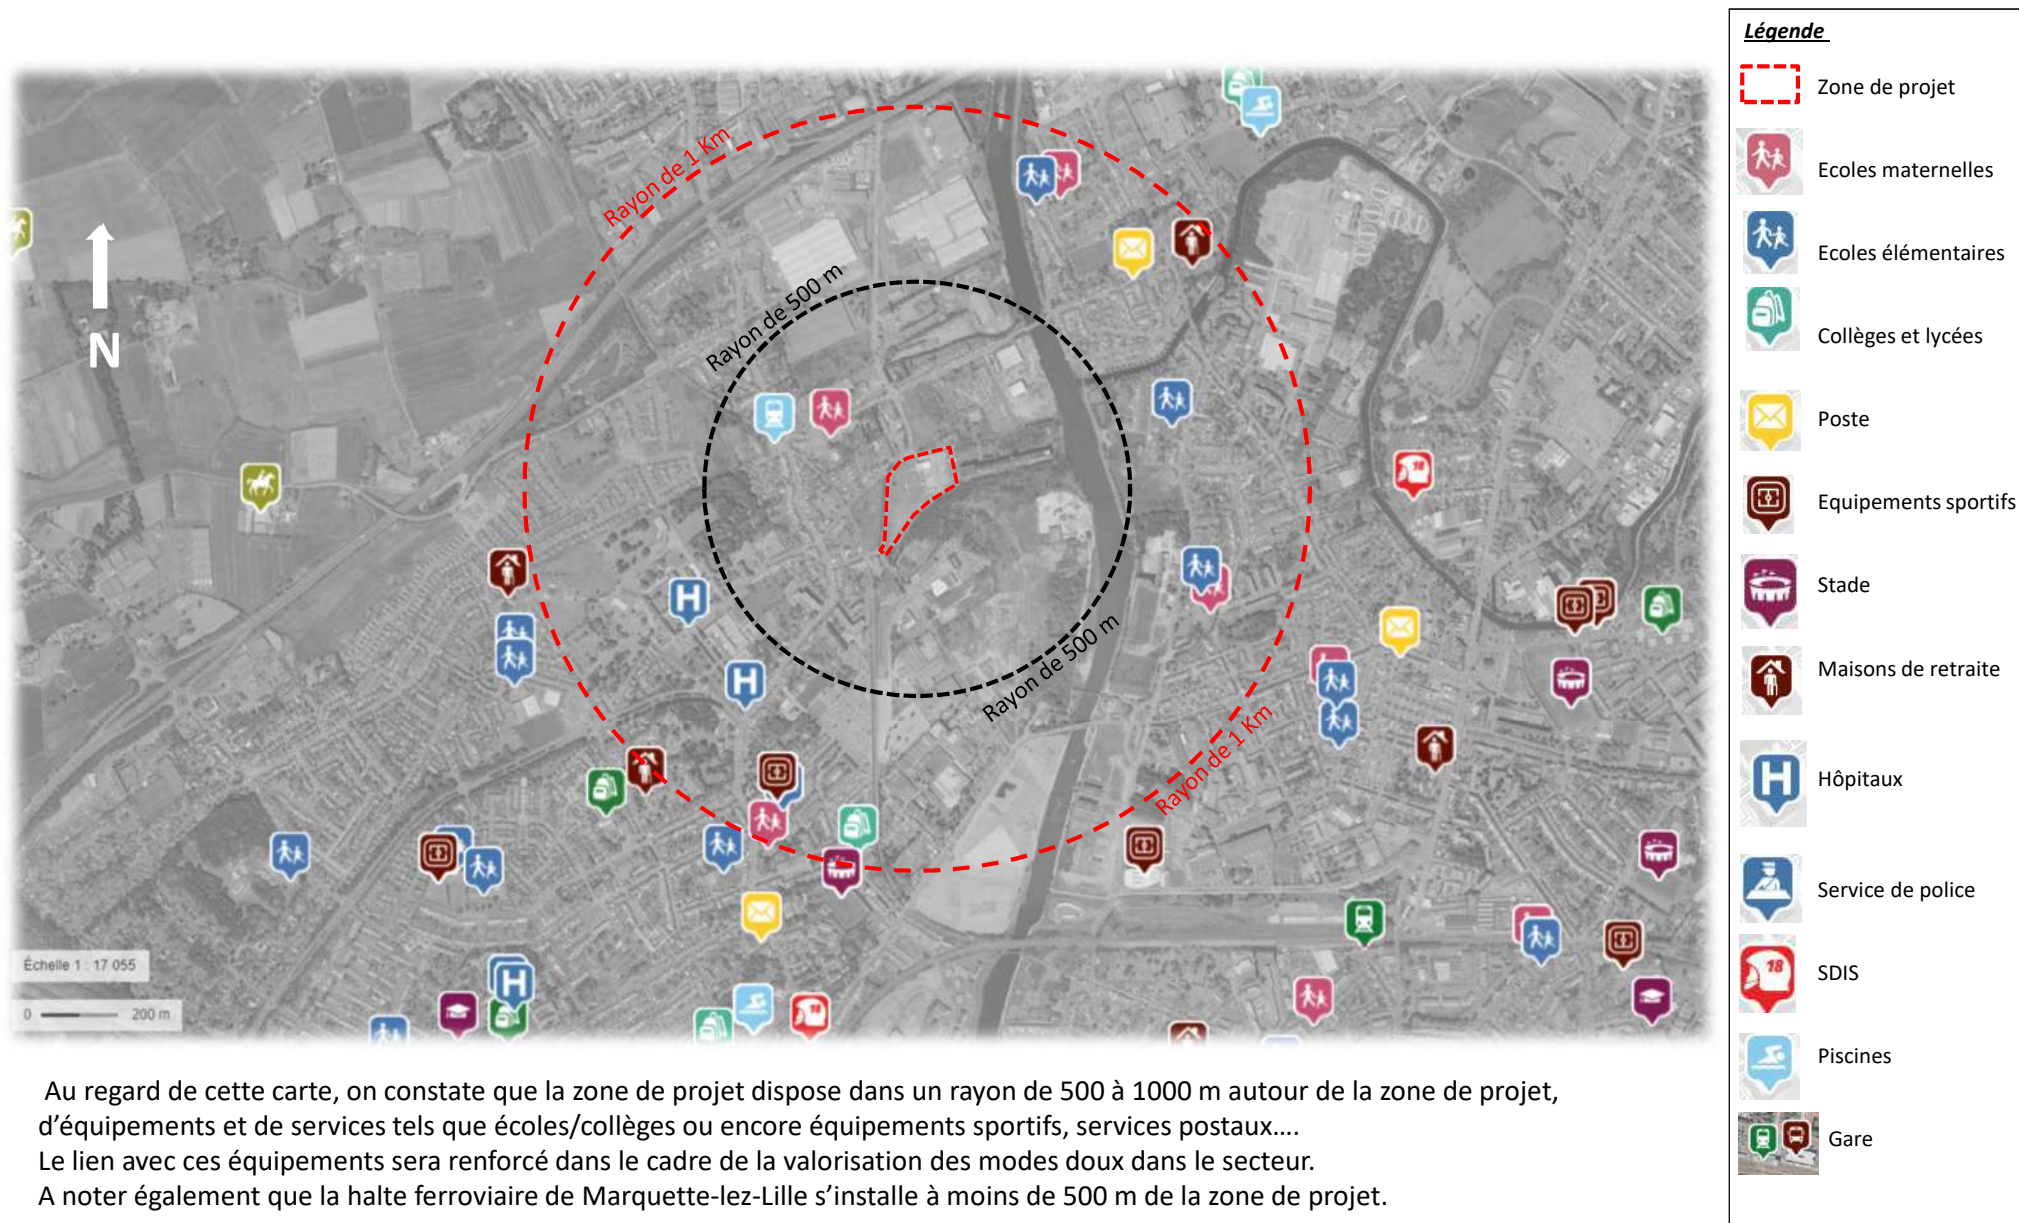 Légende
Zone de projet
Ecoles maternelles
Ecoles élémentaires
Collèges et lycées
Poste
Equipements sportifs
Stade
Maisons de retraite
Hôpitaux
Service de police
18
SDIS
Piscines
Gare
Rayon de 1 Km
Rayon de 500 m
N
18
H
H
Rayon de 500 m
Rayon de 1 Km
H
18
Échelle 1 : 17 055
0 200 m
Au regard de cette carte, on constate que la zone de projet dispose dans un rayon de 500 à 1000 m autour de la zone de projet,
d’équipements et de services tels que écoles/collèges ou encore équipements sportifs, services postaux….
Le lien avec ces équipements sera renforcé dans le cadre de la valorisation des modes doux dans le secteur.
A noter également que la halte ferroviaire de Marquette-lez-Lille s’installe à moins de 500 m de la zone de projet.